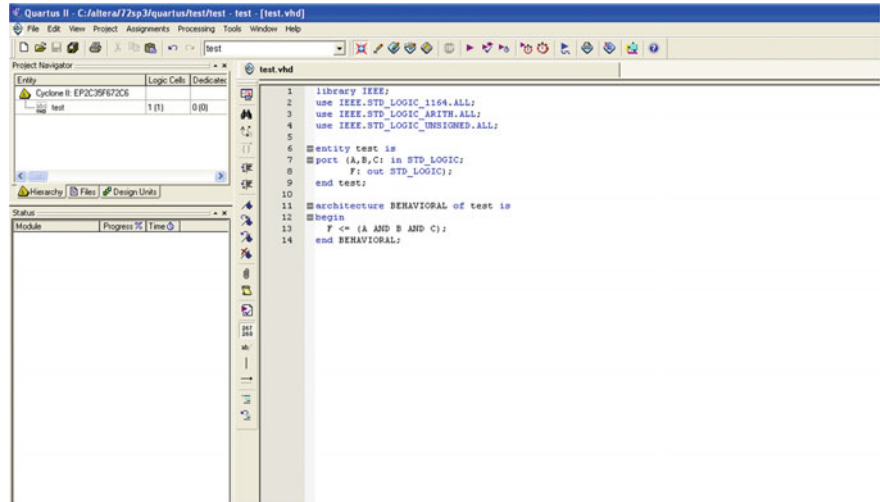 Quartus II - C:/altera/72sp3/quartus/test/test - test - [test.vhd]
File Edit View Project Assignments Processing Tools Window Help
test
Project Navigator
Entity Logic Cells Dedicated
Cyclone II: EP2C35F672C6
test 1 (1) 0 (0)
Hierarchy Files Design Units
Status
Module Progress % Time
test.vhd
1 library IEEE;
2 use IEEE.STD_LOGIC_1164.ALL;
3 use IEEE.STD_LOGIC_ARITH.ALL;
4 use IEEE.STD_LOGIC_UNSIGNED.ALL;
5
6 entity test is
7 port (A,B,C: in STD_LOGIC;
8 F: out STD_LOGIC);
9 end test;
10
11 architecture BEHAVIORAL of test is
12 begin
13 F <= (A AND B AND C);
14 end BEHAVIORAL;
267
268
ab/